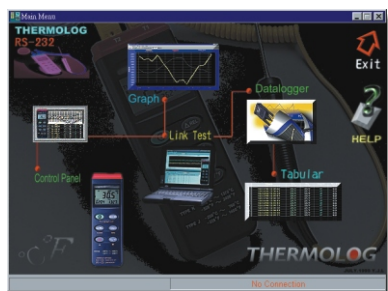 Main Menu
THERMOLOG
RS-232
Exit
Graph
Datalogger
Link Test
HELP
Control Panel
Tabular
°C °F
THERMOLOG
No Connection